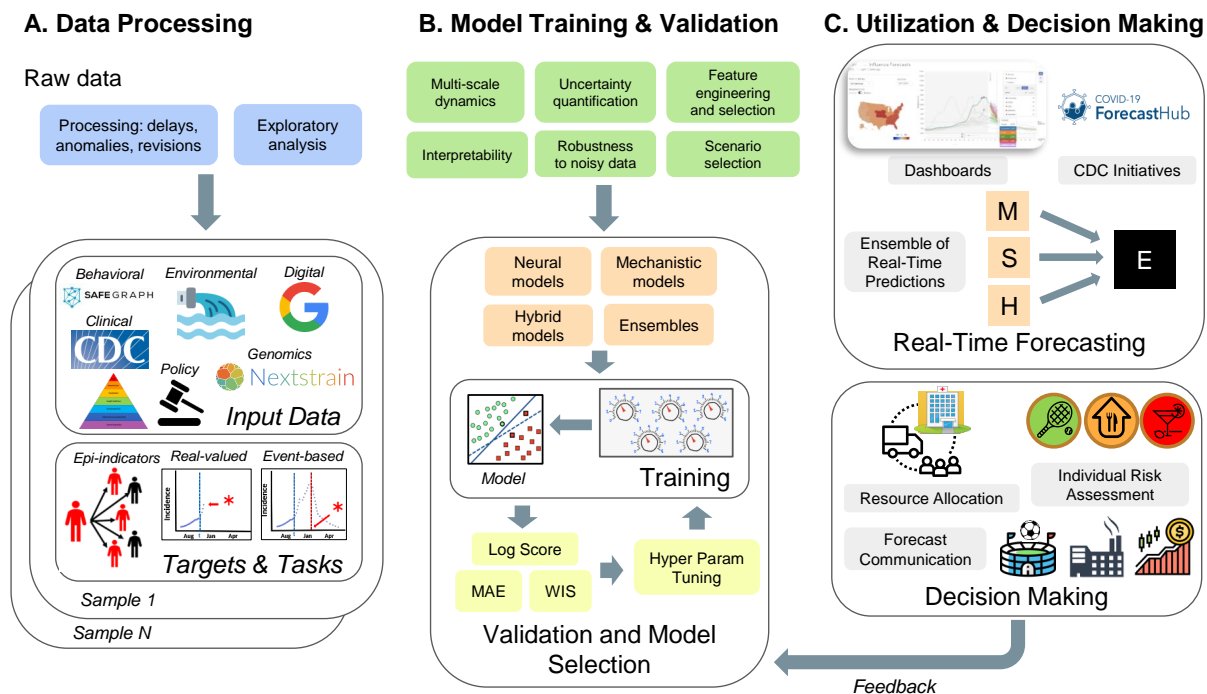 A. Data Processing
Raw data
Processing: delays,
anomalies, revisions
Exploratory
analysis
Behavioral
SAFEGRAPH
Environmental
Digital
Clinical
CDC
Policy
Genomics
Nextstrain
Input Data
Epi-indicators
Real-valued
Incidence
Aug 1 Jan Apr
*
Event-based
Incidence
Aug 1 Jan Apr
*
Targets & Tasks
Sample 1
Sample N
B. Model Training & Validation
Multi-scale
dynamics
Uncertainty
quantification
Feature
engineering
and selection
Interpretability
Robustness
to noisy data
Scenario
selection
Neural
models
Mechanistic
models
Hybrid
models
Ensembles
Model
Training
Log Score
MAE
WIS
Hyper Param
Tuning
Validation and Model
Selection
C. Utilization & Decision Making
Influenza Forecasts
COVID-19
ForecastHub
Dashboards
CDC Initiatives
Ensemble of
Real-Time
Predictions
M
S
H
E
Real-Time Forecasting
Resource Allocation
Individual Risk
Assessment
Forecast
Communication
$
Decision Making
Feedback